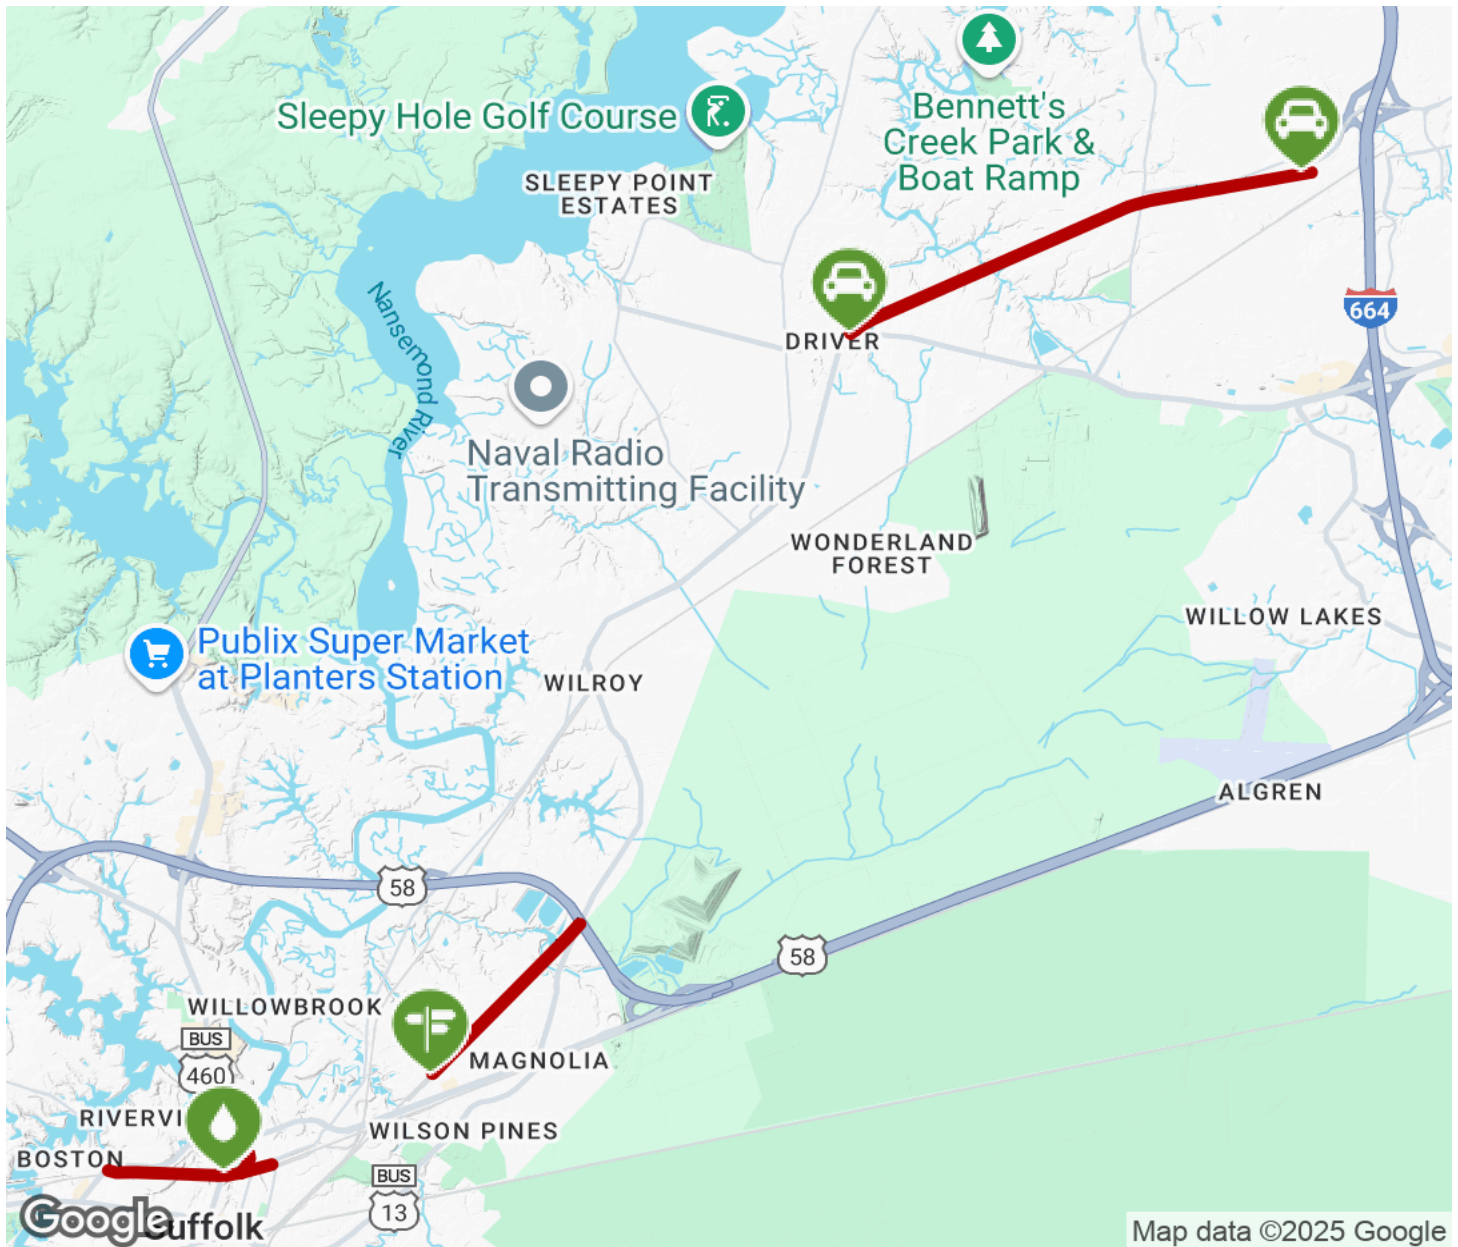 Sleepy Hole Golf Course
Bennett's
Creek Park &
Boat Ramp
SLEEPY POINT
ESTATES
Nansemond River
664
DRIVER
Naval Radio
Transmitting Facility
WONDERLAND
FOREST
WILLOW LAKES
Publix Super Market
at Planters Station
WILROY
ALGREN
58
58
WILLOWBROOK
BUS
460
MAGNOLIA
RIVERVI
WILSON PINES
BOSTON
BUS
13
Google
Suffolk
Map data ©2025 Google